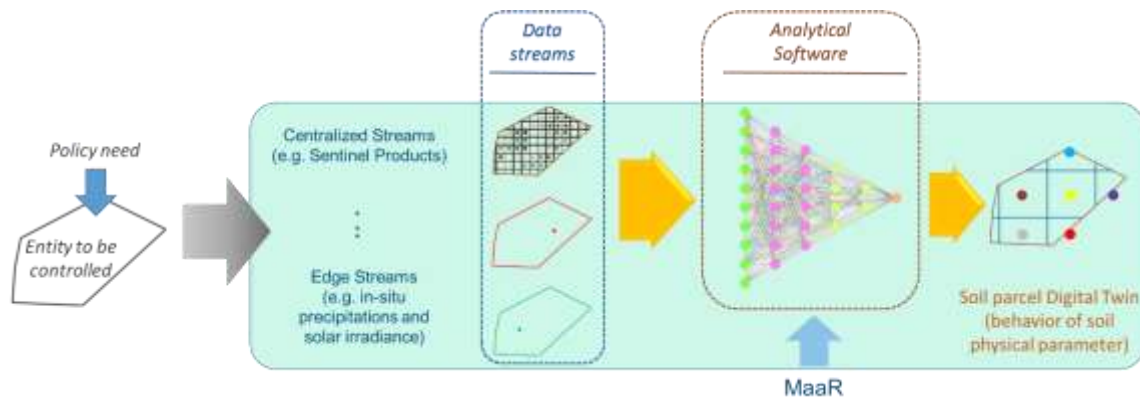 Policy need
Entity to be
controlled
Data
streams
Centralized Streams
(e.g. Sentinel Products)
Edge Streams
(e.g. in-situ
precipitations and
solar irradiance)
Analytical
Software
MaaR
Soil parcel Digital Twin
(behavior of soil
physical parameter)